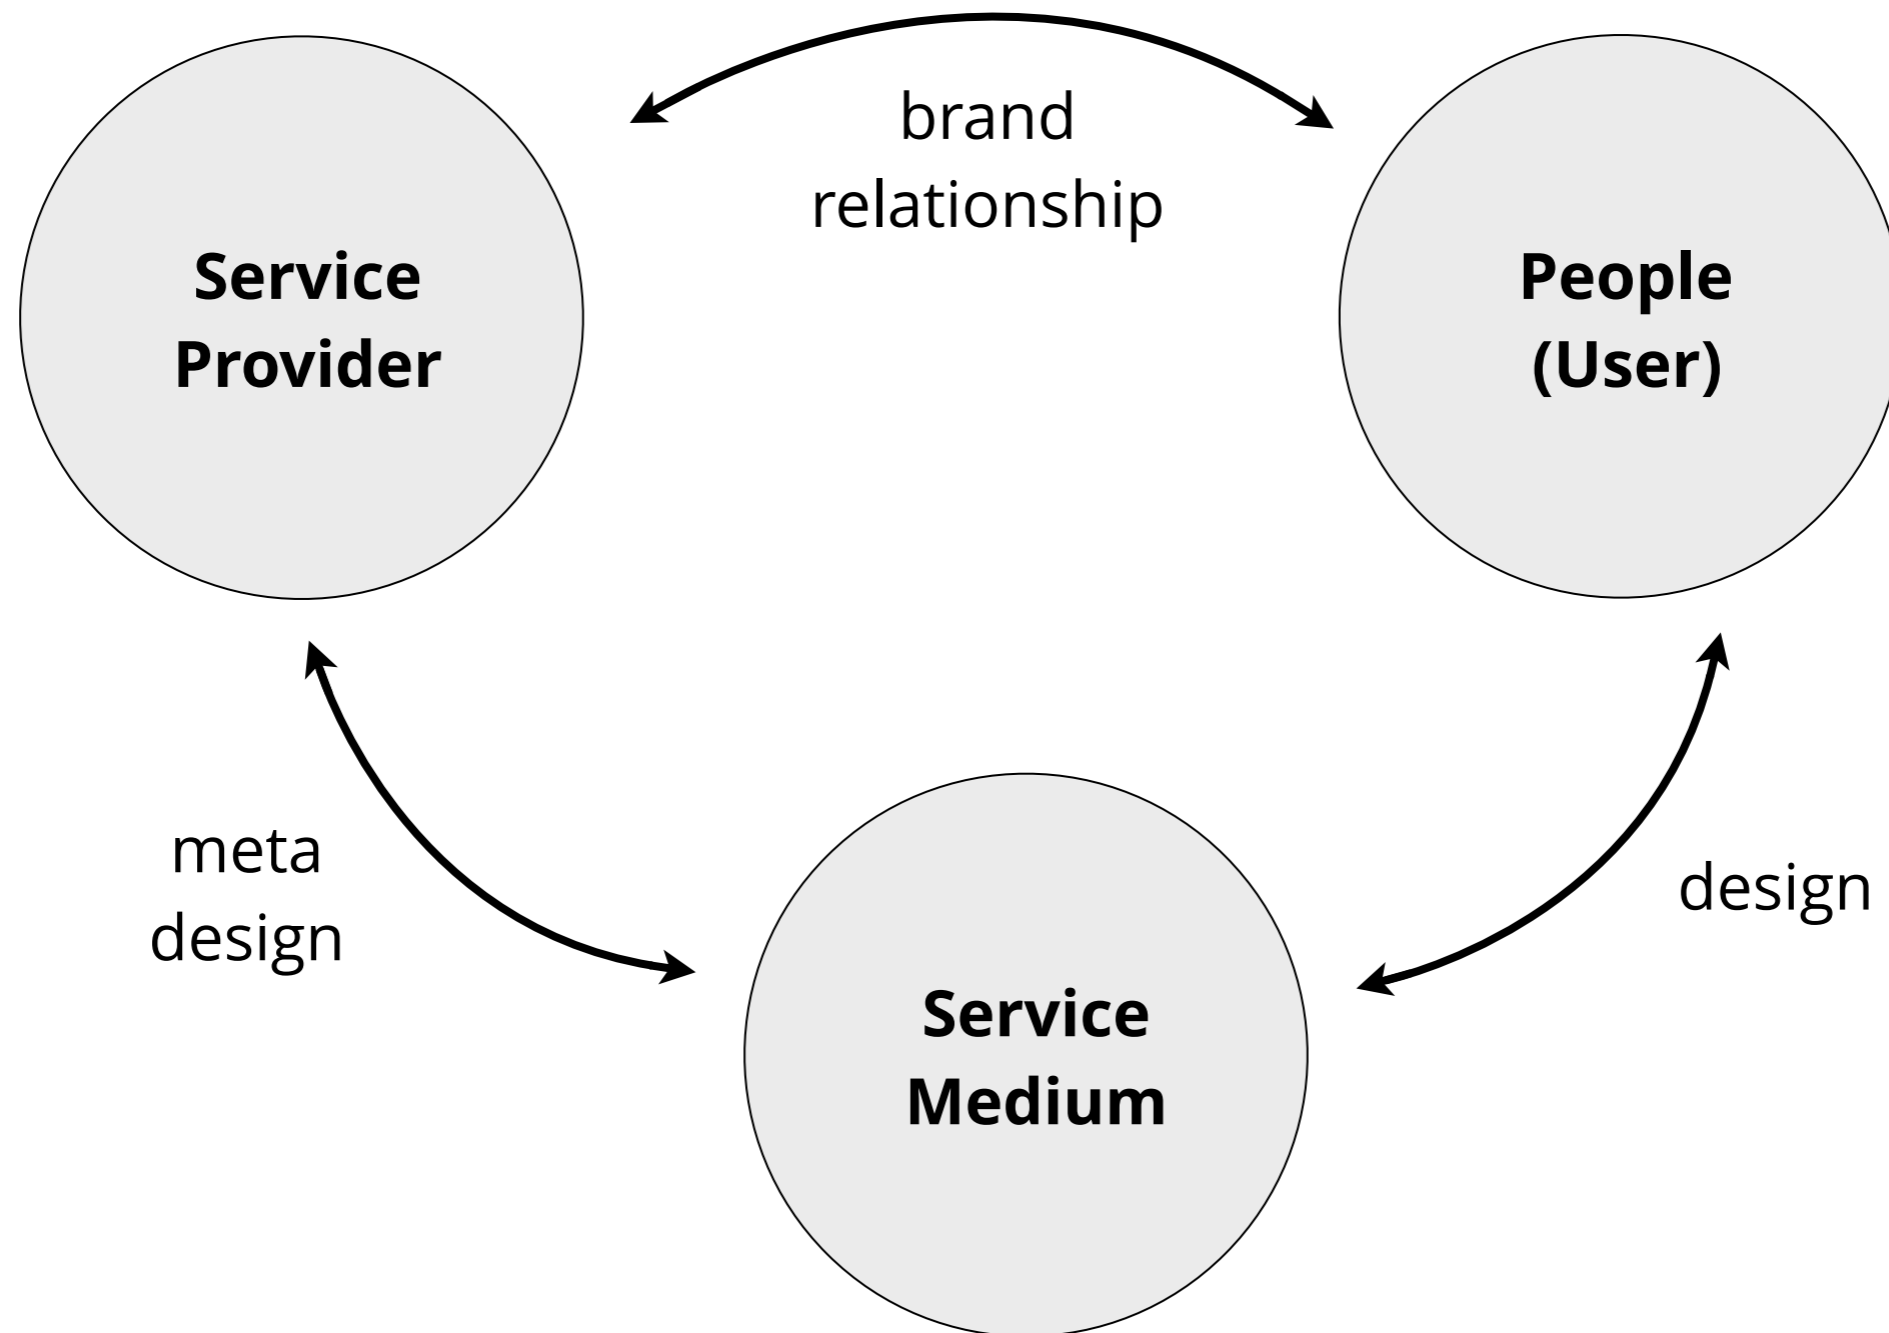 brand
relationship
Service
Provider
People
(User)
meta
design
design
Service
Medium